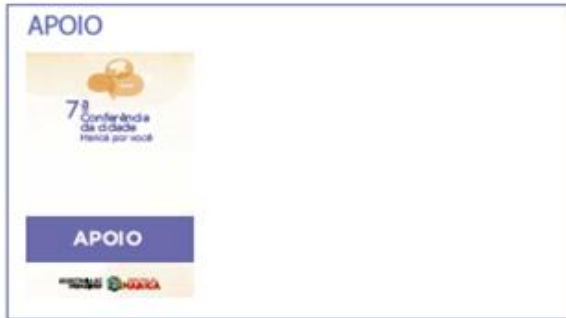 APOIO
7ª
Conferência
da cidade
Maricá por você
APOIO
MARICÁ